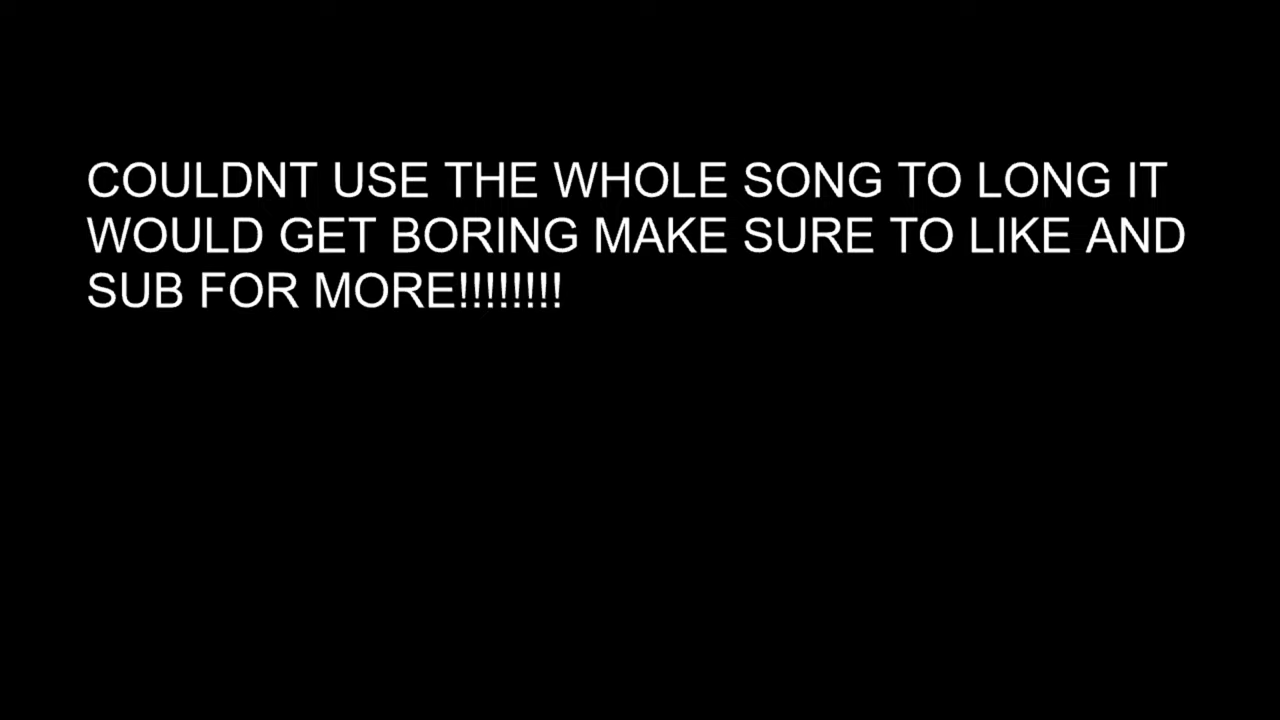 COULDNT USE THE WHOLE SONG TO LONG IT
WOULD GET BORING MAKE SURE TO LIKE AND
SUB FOR MORE!!!!!!!!